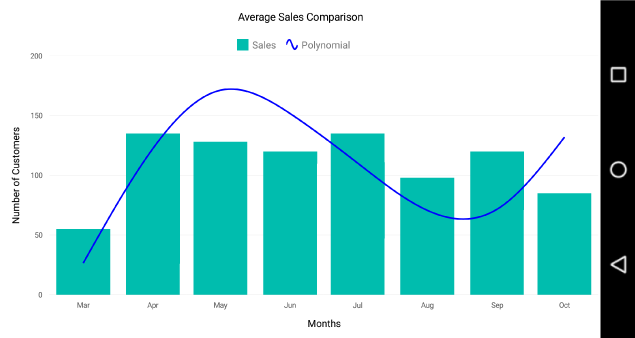 Average Sales Comparison
Sales Polynomial
200
150
100
50
0
Number of Customers
Mar Apr May Jun Jul Aug Sep Oct
Months